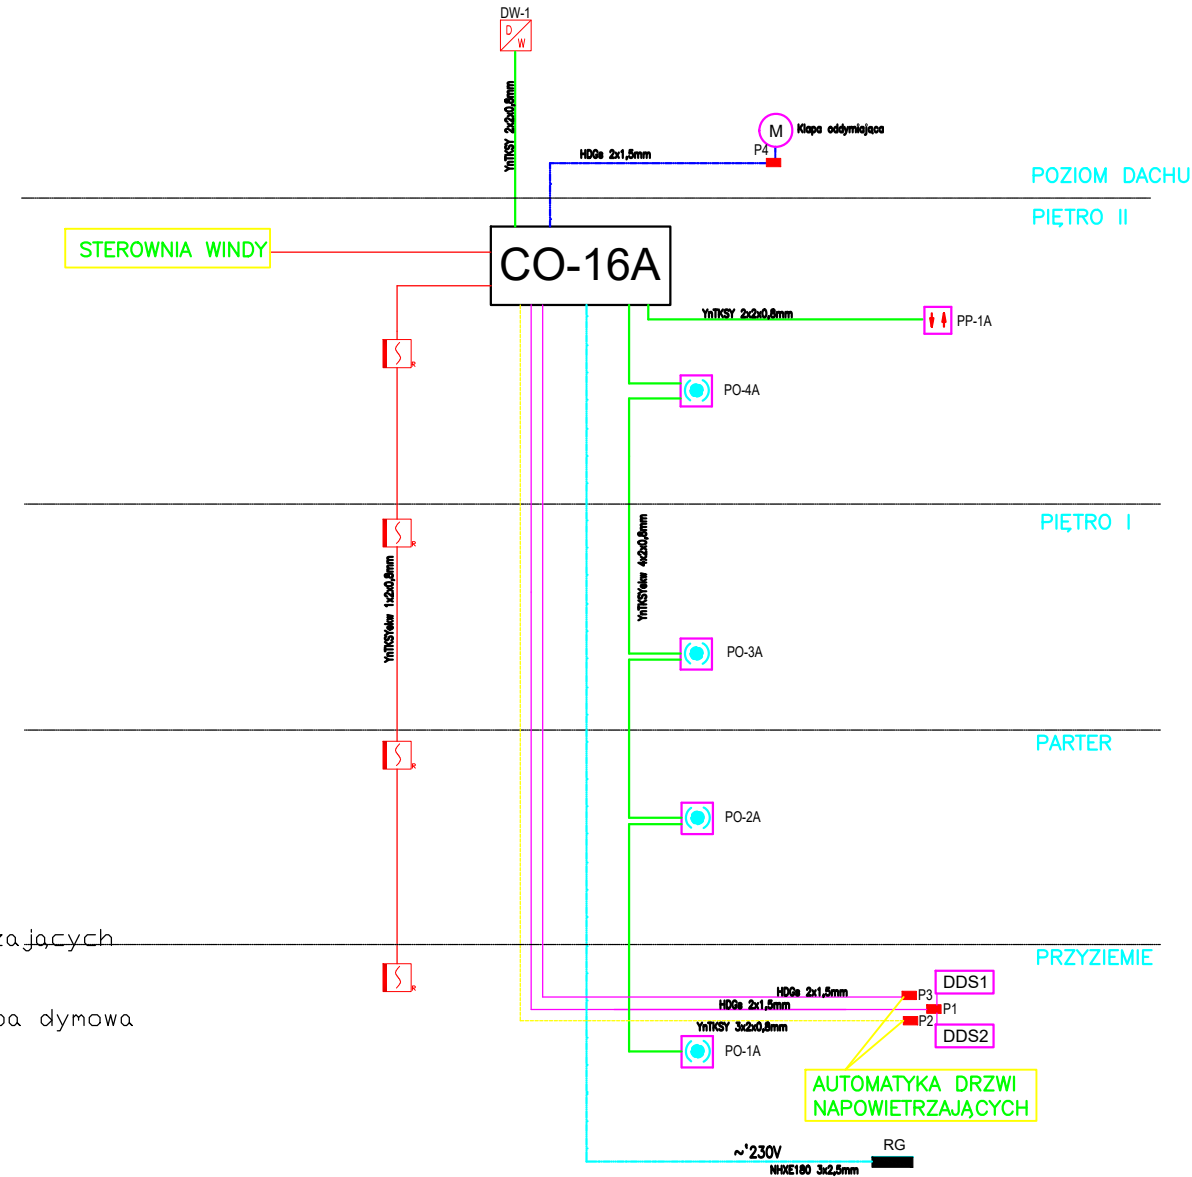 DW-1
D
W
YnTKSY 2x2x0,8mm
M
Klapa oddymiająca
P4
HDGs 2x1,5mm
POZIOM DACHU
PIĘTRO II
STEROWNIA WINDY
CO-16A
YnTKSY 2x2x0,8mm
PP-1A
R
PO-4A
PIĘTRO I
R
YnTKSYekw 1x2x0,8mm
YnTKSYekw 4x2x0,8mm
PO-3A
PARTER
R
PO-2A
zających
PRZYZIEMIE
R
DDS1
HDGs 2x1,5mm
P3
HDGs 2x1,5mm
P1
pa dymowa
YnTKSY 3x2x0,8mm
P2
DDS2
PO-1A
AUTOMATYKA DRZWI
NAPOWIETRZAJĄCYCH
~'230V
RG
NHXE180 3x2,5mm